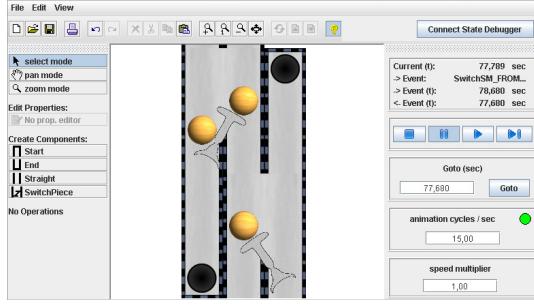 File Edit View
Connect State Debugger
select mode
pan mode
zoom mode
Edit Properties:
No prop. editor
Create Components:
Start
End
Straight
SwitchPiece
No Operations
Current (t): 77,789 sec
-> Event: SwitchSM_FROM...
-> Event (t): 78,680 sec
<- Event (t): 77,680 sec
Goto (sec)
77,680 Goto
animation cycles / sec
15,00
speed multiplier
1,00